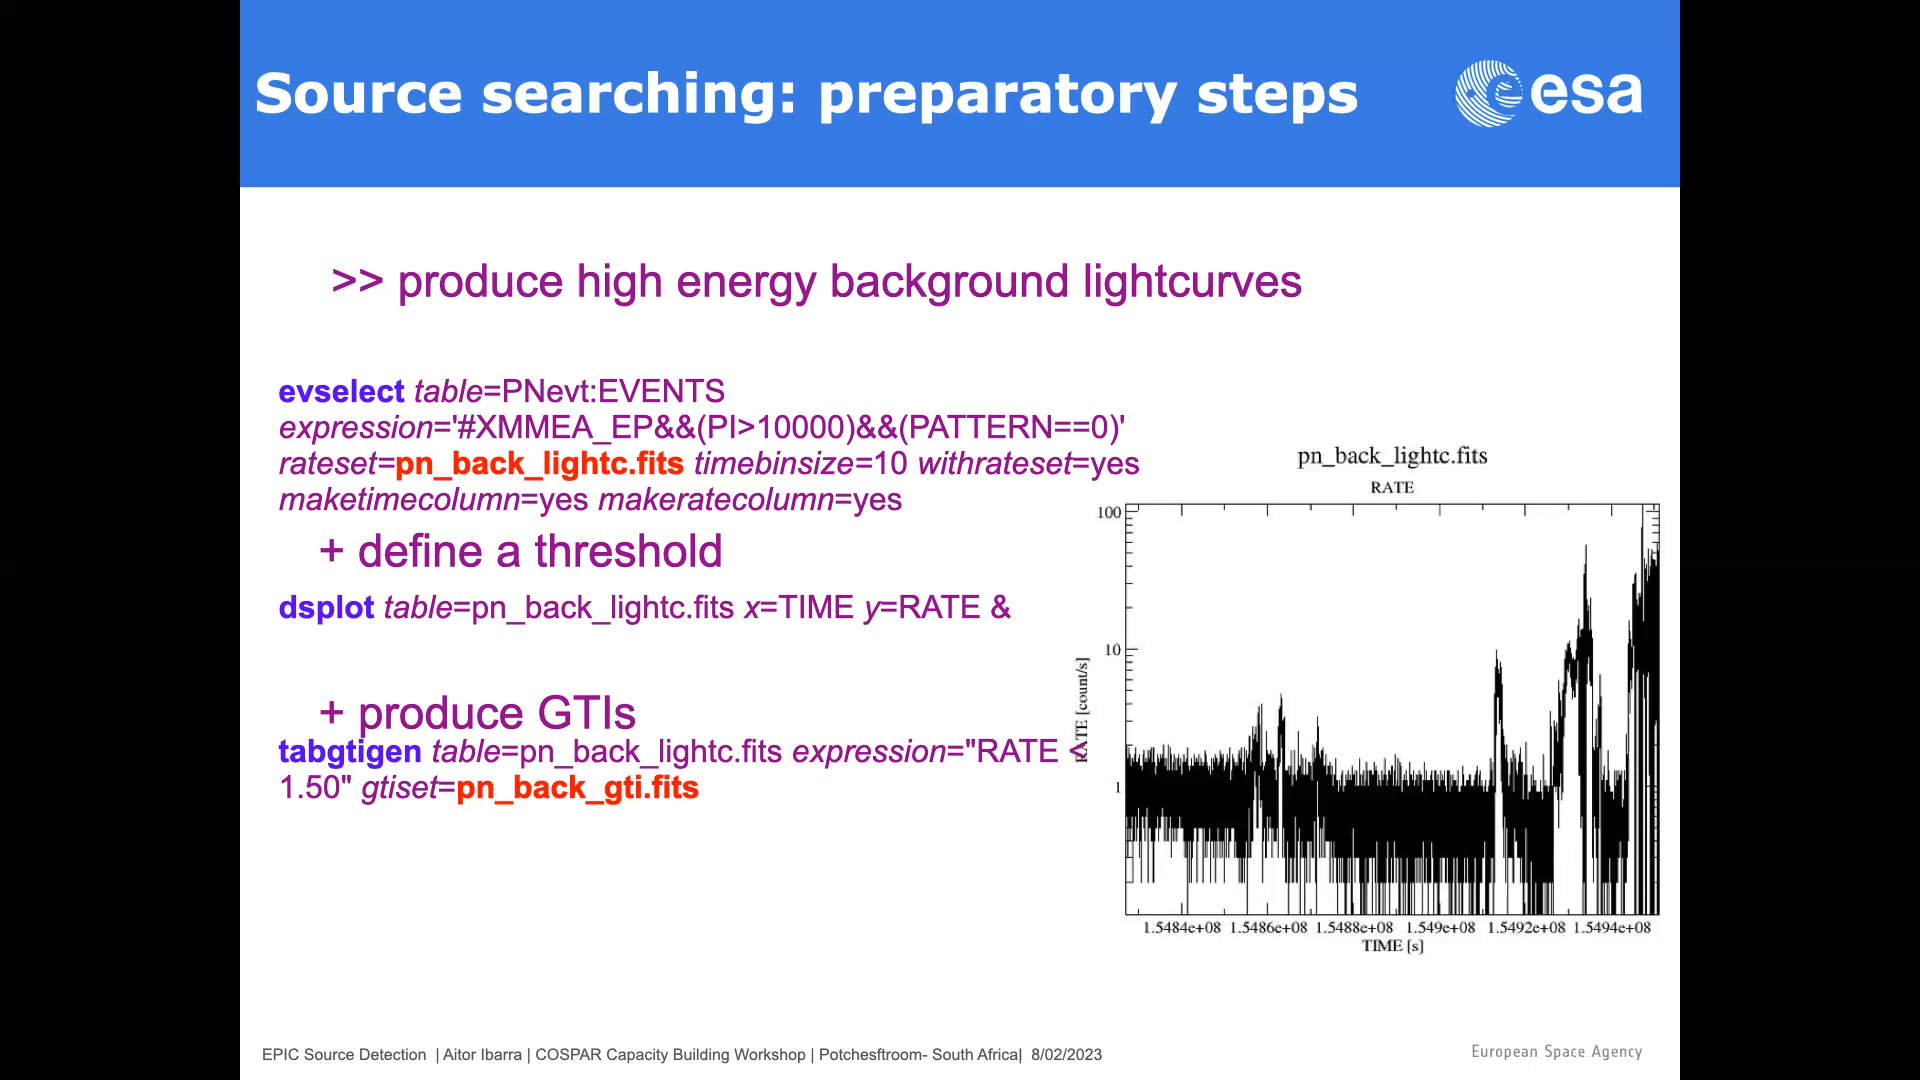 Source searching: preparatory steps
esa
>> produce high energy background lightcurves
evselect table=PNevt:EVENTS
expression='#XMMEA_EP&&(PI>10000)&&(PATTERN==0)'
rateset=pn_back_lightc.fits timebinsize=10 withrateset=yes
maketimecolumn=yes makeratecolumn=yes
+ define a threshold
dsplot table=pn_back_lightc.fits x=TIME y=RATE &
+ produce GTIs
tabgtigen table=pn_back_lightc.fits expression="RATE <
1.50" gtiset=pn_back_gti.fits
pn_back_lightc.fits
RATE
100
10
1
RATE [count/s]
1.5484e+08 1.5486e+08 1.5488e+08 1.549e+08 1.5492e+08 1.5494e+08
TIME [s]
EPIC Source Detection | Aitor Ibarra | COSPAR Capacity Building Workshop | Potchesftroom- South Africa| 8/02/2023
European Space Agency